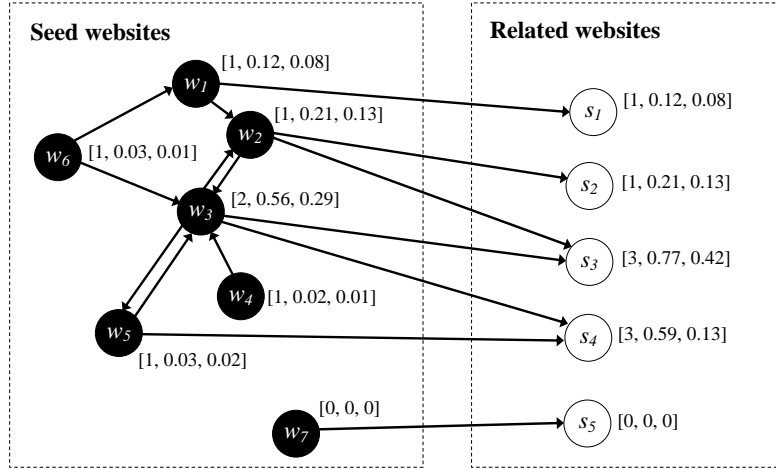 Seed websites
Related websites
w1 [1, 0.12, 0.08]
s1 [1, 0.12, 0.08]
w2 [1, 0.21, 0.13]
w6 [1, 0.03, 0.01]
s2 [1, 0.21, 0.13]
w3 [2, 0.56, 0.29]
s3 [3, 0.77, 0.42]
w4 [1, 0.02, 0.01]
w5 [1, 0.03, 0.02]
s4 [3, 0.59, 0.13]
w7 [0, 0, 0]
s5 [0, 0, 0]